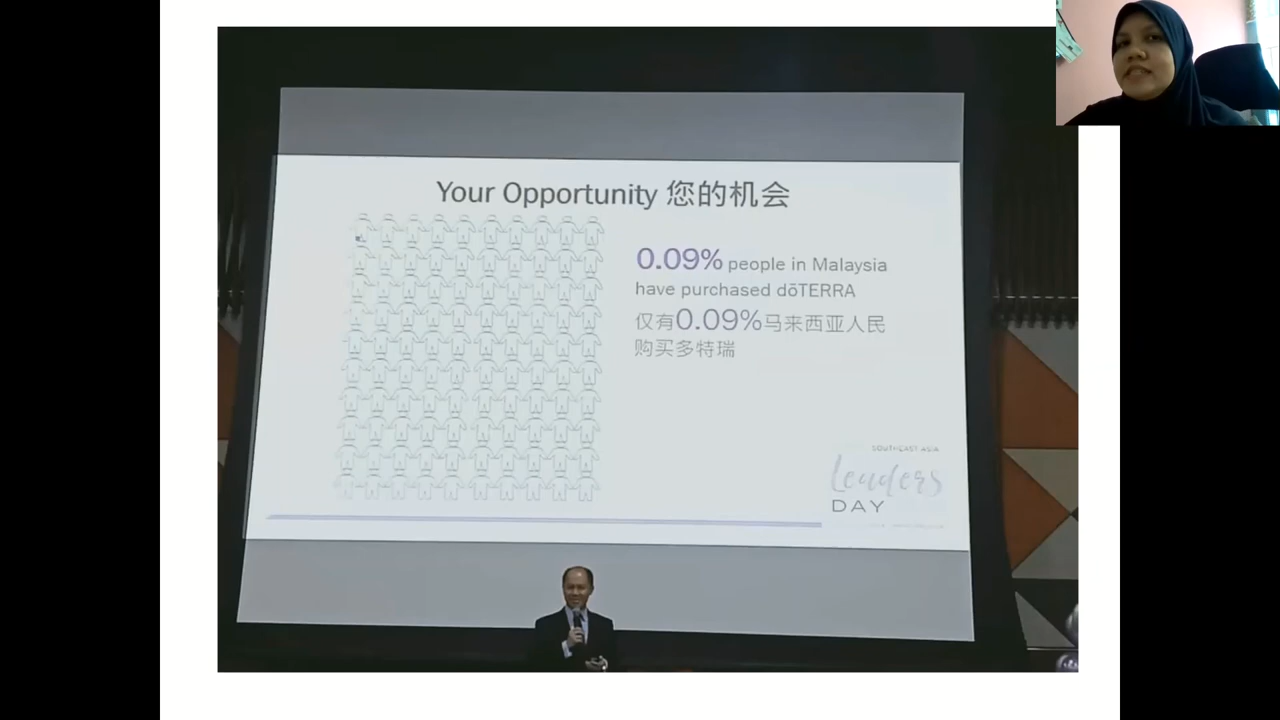 Your Opportunity 您的机会
0.09% people in Malaysia
have purchased dōTERRA
仅有0.09%马来西亚人民
购买多特瑞
SOUTHEAST ASIA
leaders
DAY